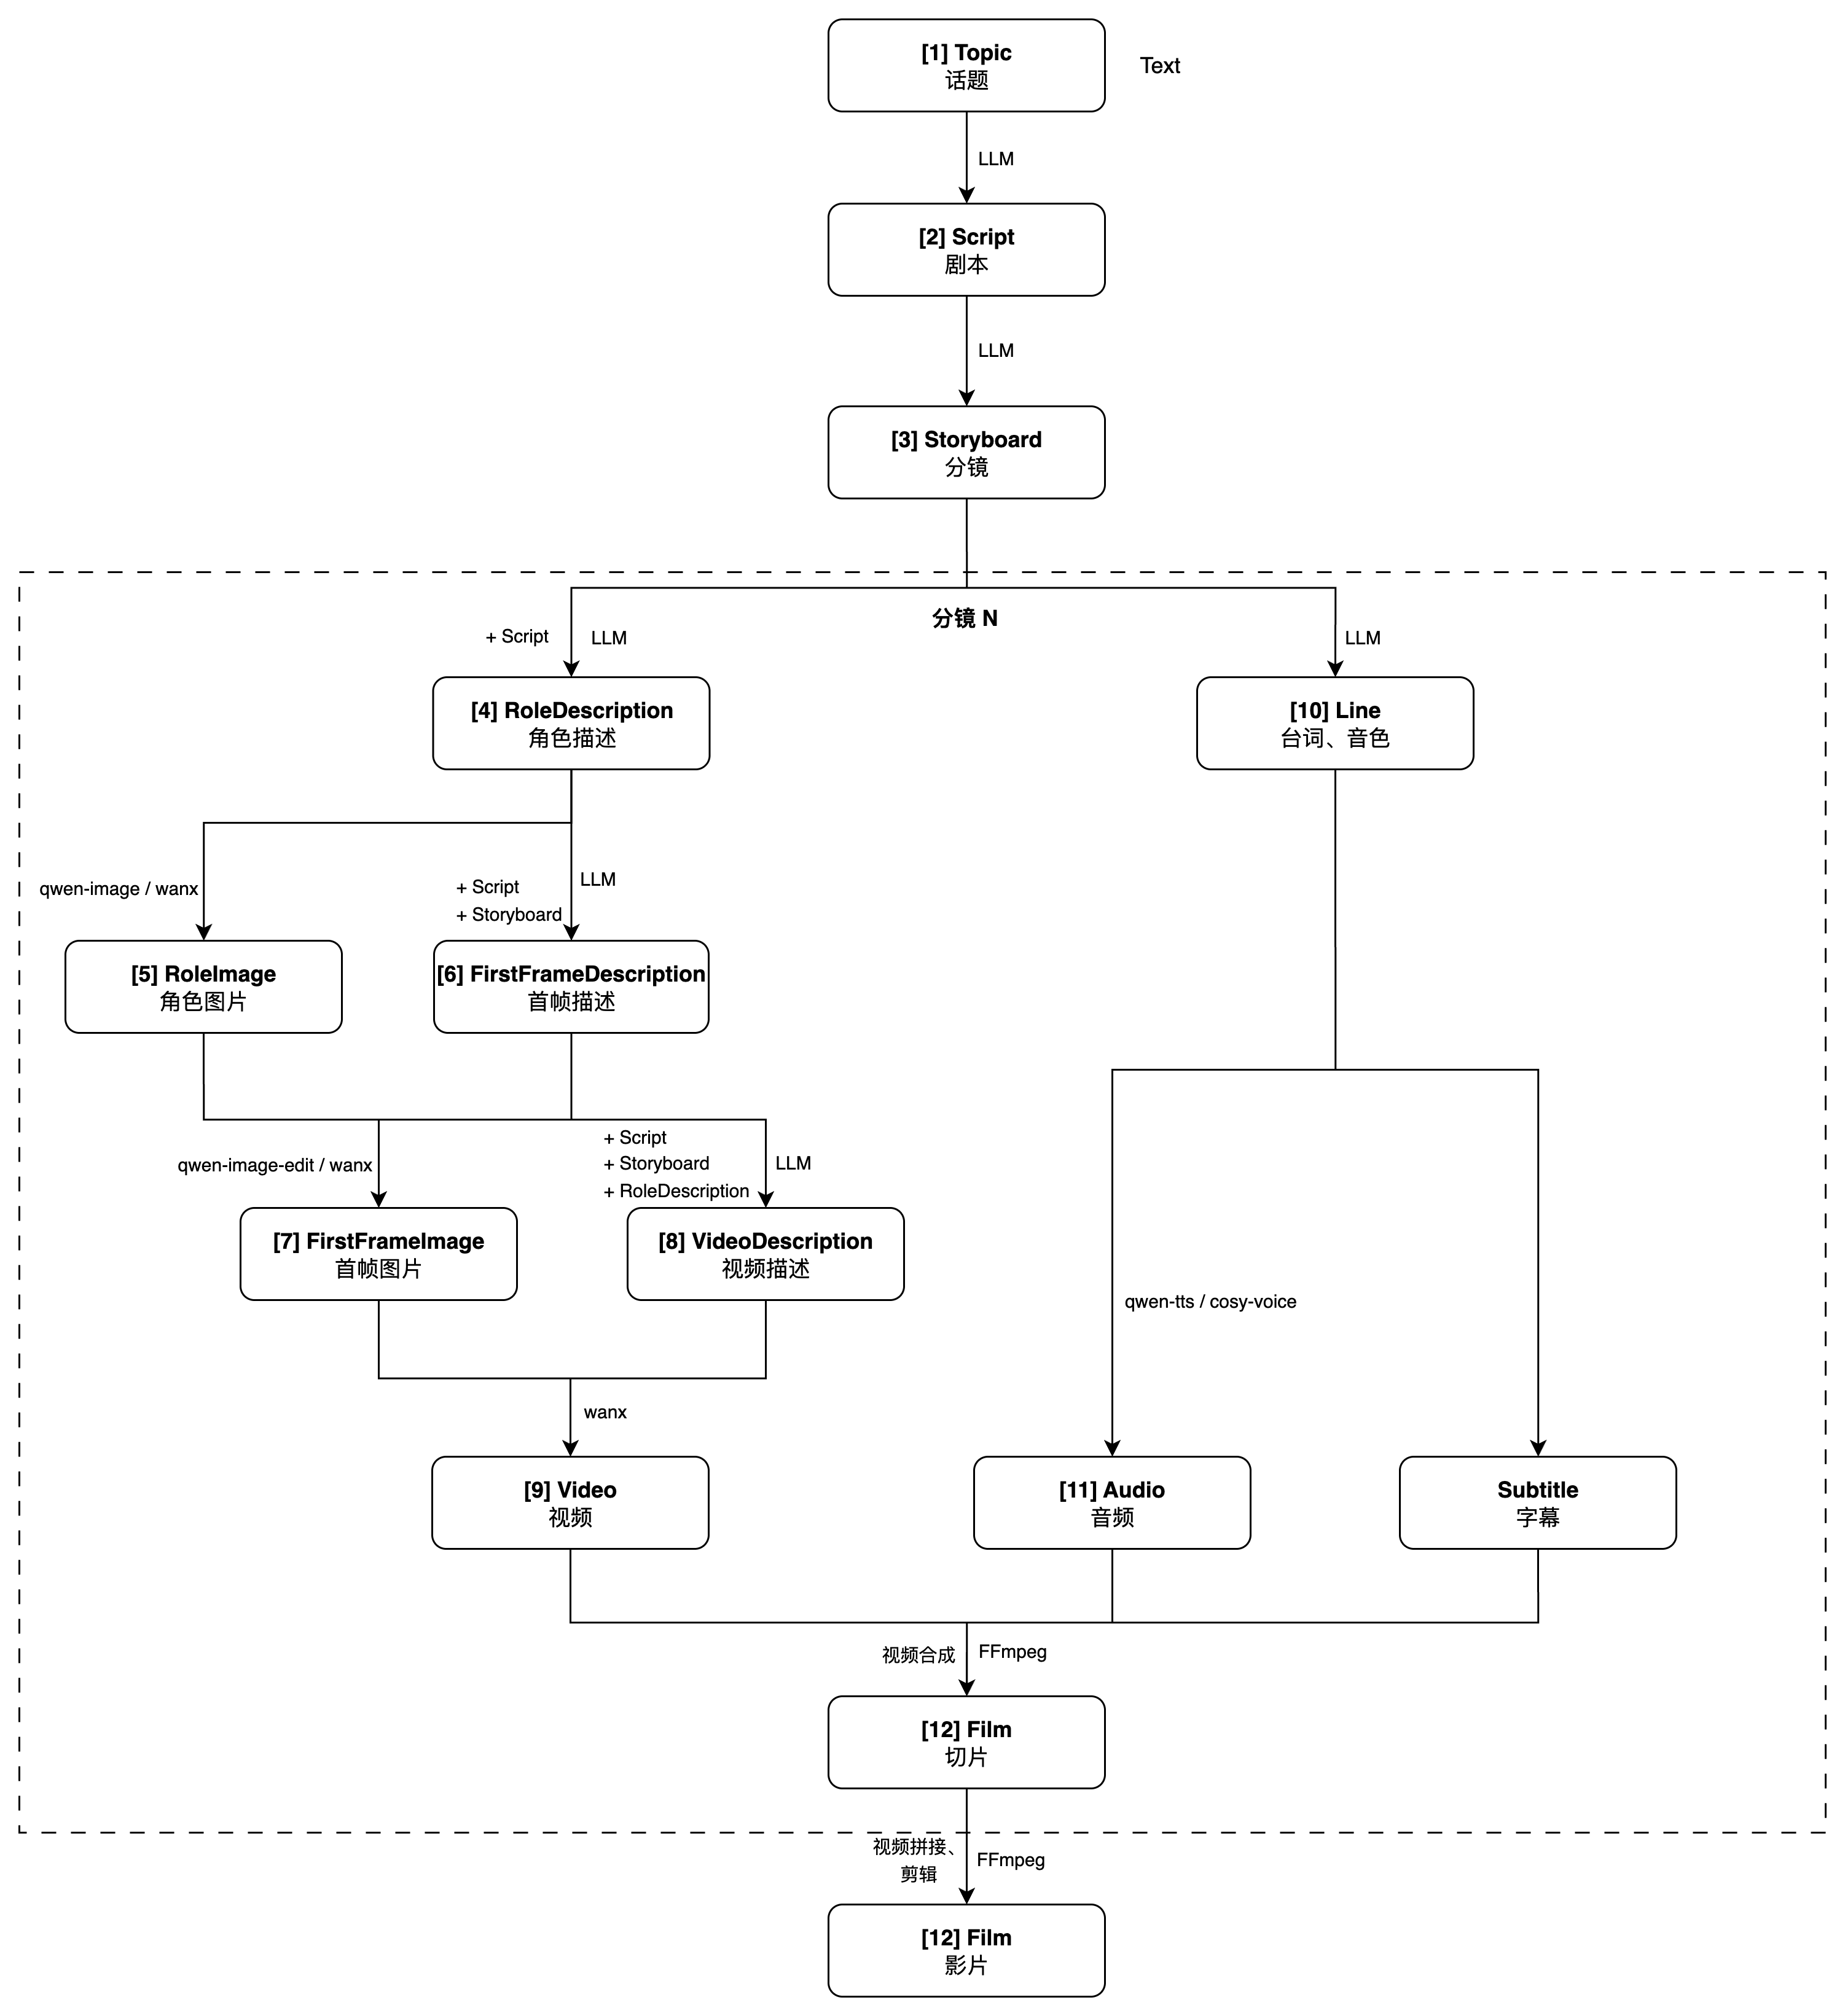 [1] Topic
话题
Text
LLM
[2] Script
剧本
LLM
[3] Storyboard
分镜
分镜 N
+ Script
LLM
LLM
[4] RoleDescription
角色描述
[10] Line
台词、音色
qwen-image / wanx
+ Script
+ Storyboard
LLM
[5] RoleImage
角色图片
[6] FirstFrameDescription
首帧描述
qwen-image-edit / wanx
+ Script
+ Storyboard
+ RoleDescription
LLM
[7] FirstFrameImage
首帧图片
[8] VideoDescription
视频描述
qwen-tts / cosy-voice
wanx
[9] Video
视频
[11] Audio
音频
Subtitle
字幕
视频合成
FFmpeg
[12] Film
切片
视频拼接、
剪辑
FFmpeg
[12] Film
影片